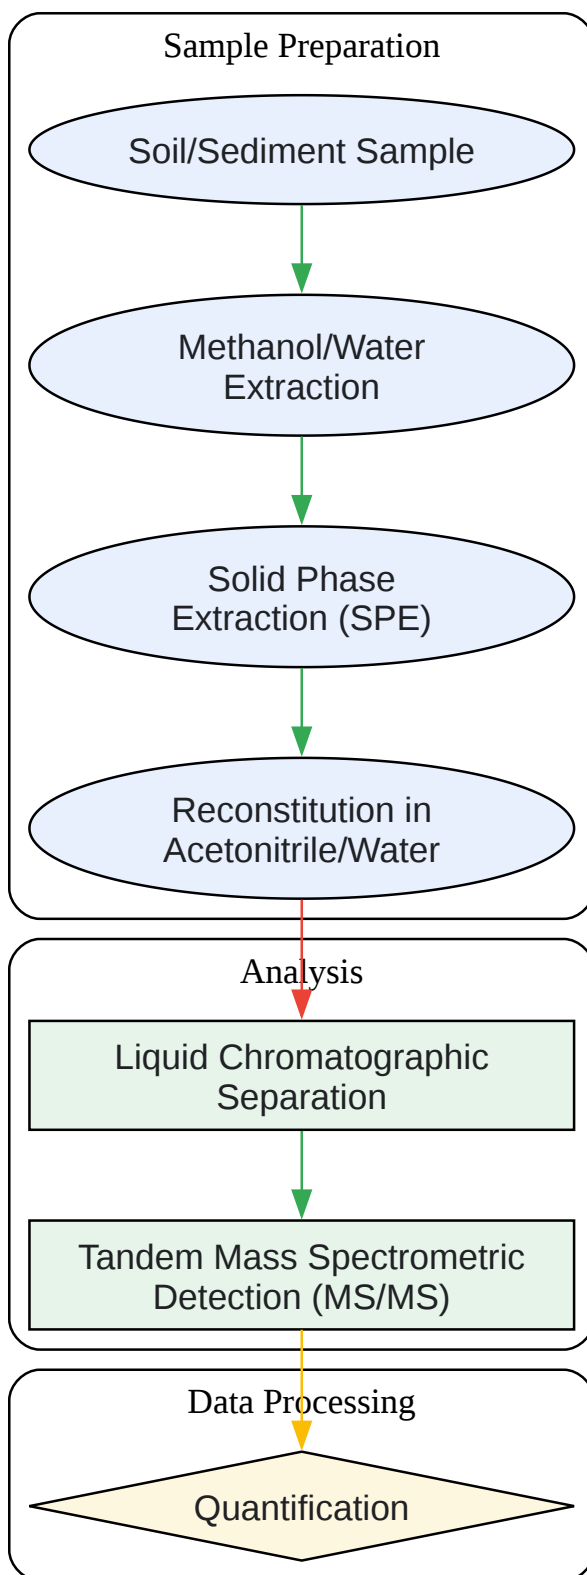 Sample Preparation
Soil/Sediment Sample
Methanol/Water
Extraction
Solid Phase
Extraction (SPE)
Reconstitution in
Acetonitrile/Water
Analysis
Liquid Chromatographic
Separation
Tandem Mass Spectrometric
Detection (MS/MS)
Data Processing
Quantification